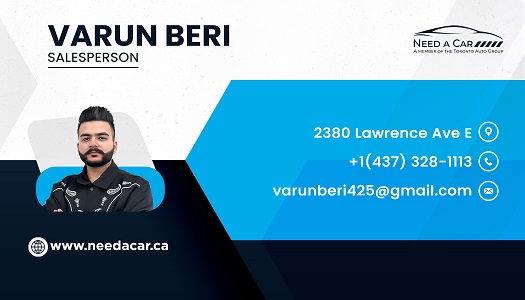 VARUN BERI
SALESPERSON
NEED A CAR
A MEMBER OF THE TORONTO AUTO GROUP
2380 Lawrence Ave E
+1(437) 328-1113
varunberi425@gmail.com
www.needacar.ca